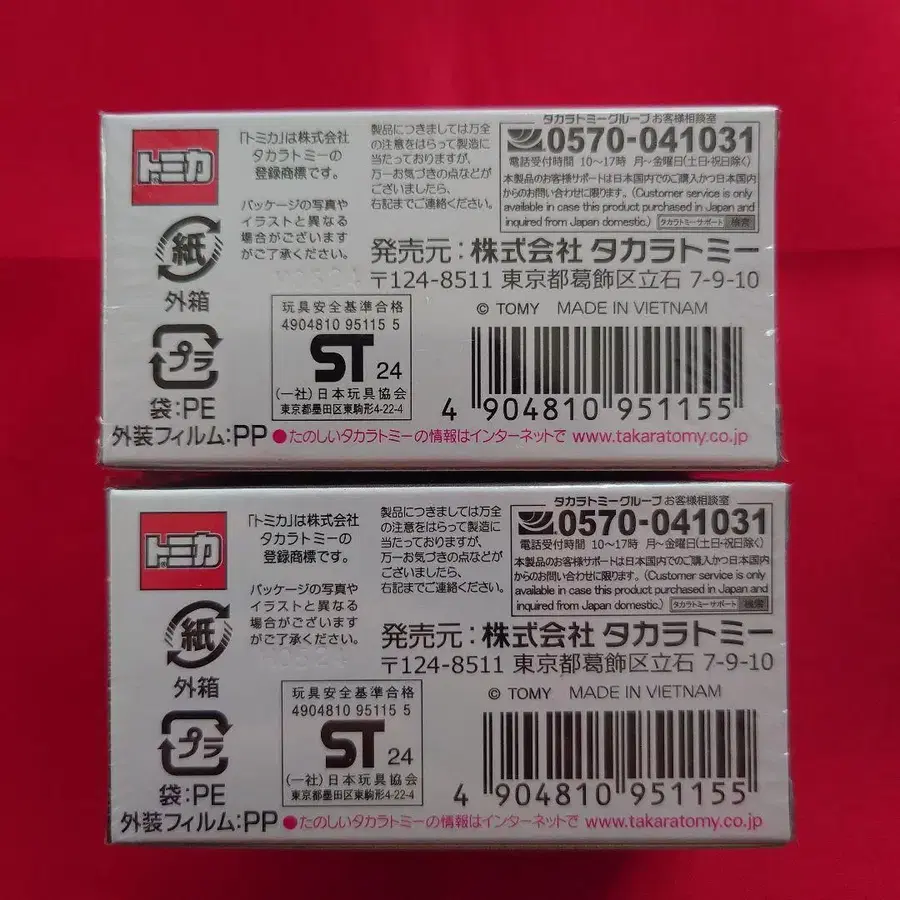 トミカ
「トミカ」は株式会社
タカラトミーの
登録商標です。
パッケージの写真や
イラストと異なる
場合がございます
がご了承ください。
製品につきましては万全
の注意をはらって製造に
当たっておりますが、
万一お気づきの点などが
ございましたら、
右記までご連絡ください。
タカラトミーグループお客様相談室
0570-041031
電話受付時間 10〜17時 月〜金曜日(土日・祝日除く)
本製品のお客様サポートは日本国内でのご購入かつ日本国内
からのお問い合わせに限ります。(Customer service is only
available in case this product purchased in Japan and
inquired from Japan domestic.) タカラトミーサポート 検索
発売元:株式会社 タカラトミー
〒124-8511 東京都葛飾区立石 7-9-10
紙
外箱
プラ
袋:PE
外装フィルム:PP
玩具安全基準合格
4904810 95115 5
ST 24
(一社)日本玩具協会
東京都墨田区東駒形4-22-4
© TOMY MADE IN VIETNAM
4 904810 951155
●たのしいタカラトミーの情報はインターネットで www.takaratomy.co.jp
トミカ
「トミカ」は株式会社
タカラトミーの
登録商標です。
パッケージの写真や
イラストと異なる
場合がございます
がご了承ください。
製品につきましては万全
の注意をはらって製造に
当たっておりますが、
万一お気づきの点などが
ございましたら、
右記までご連絡ください。
タカラトミーグループお客様相談室
0570-041031
電話受付時間 10〜17時 月〜金曜日(土日・祝日除く)
本製品のお客様サポートは日本国内でのご購入かつ日本国内
からのお問い合わせに限ります。(Customer service is only
available in case this product purchased in Japan and
inquired from Japan domestic.) タカラトミーサポート 検索
発売元:株式会社 タカラトミー
〒124-8511 東京都葛飾区立石 7-9-10
紙
外箱
プラ
袋:PE
外装フィルム:PP
玩具安全基準合格
4904810 95115 5
ST 24
(一社)日本玩具協会
東京都墨田区東駒形4-22-4
© TOMY MADE IN VIETNAM
4 904810 951155
●たのしいタカラトミーの情報はインターネットで www.takaratomy.co.jp